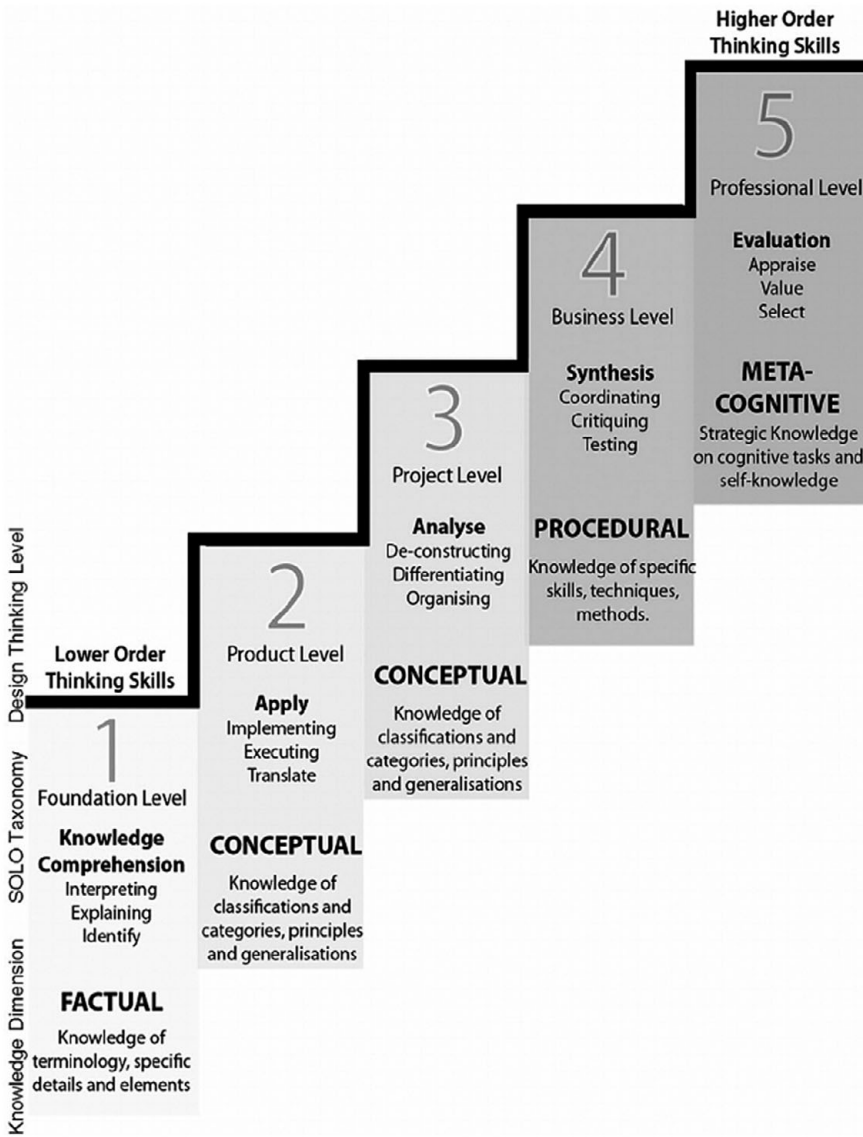 Higher Order
Thinking Skills
5
Professional Level
Evaluation
Appraise
Value
Select
META-
COGNITIVE
Strategic Knowledge
on cognitive tasks and
self-knowledge
4
Business Level
Synthesis
Coordinating
Critiquing
Testing
PROCEDURAL
Knowledge of specific
skills, techniques,
methods.
3
Project Level
Analyse
De-constructing
Differentiating
Organising
CONCEPTUAL
Knowledge of
classifications and
categories, principles
and generalisations
2
Product Level
Apply
Implementing
Executing
Translate
CONCEPTUAL
Knowledge of
classifications and
categories, principles
and generalisations
Lower Order
Thinking Skills
1
Foundation Level
Knowledge
Comprehension
Interpreting
Explaining
Identify
FACTUAL
Knowledge of
terminology, specific
details and elements
Design Thinking Level
SOLO Taxonomy
Knowledge Dimension